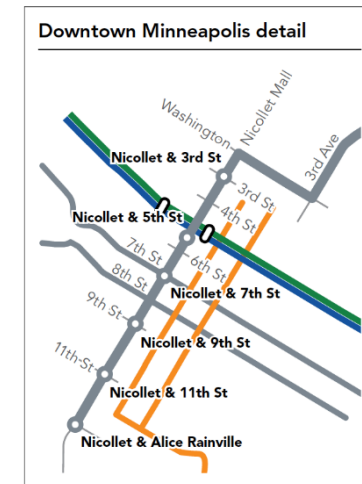 Downtown Minneapolis detail
Washington
Nicollet Mall
3rd Ave
Nicollet & 3rd St
3rd St
4th St
Nicollet & 5th St
6th St
7th St
8th St
Nicollet & 7th St
9th St
Nicollet & 9th St
11th St
Nicollet & 11th St
Nicollet & Alice Rainville